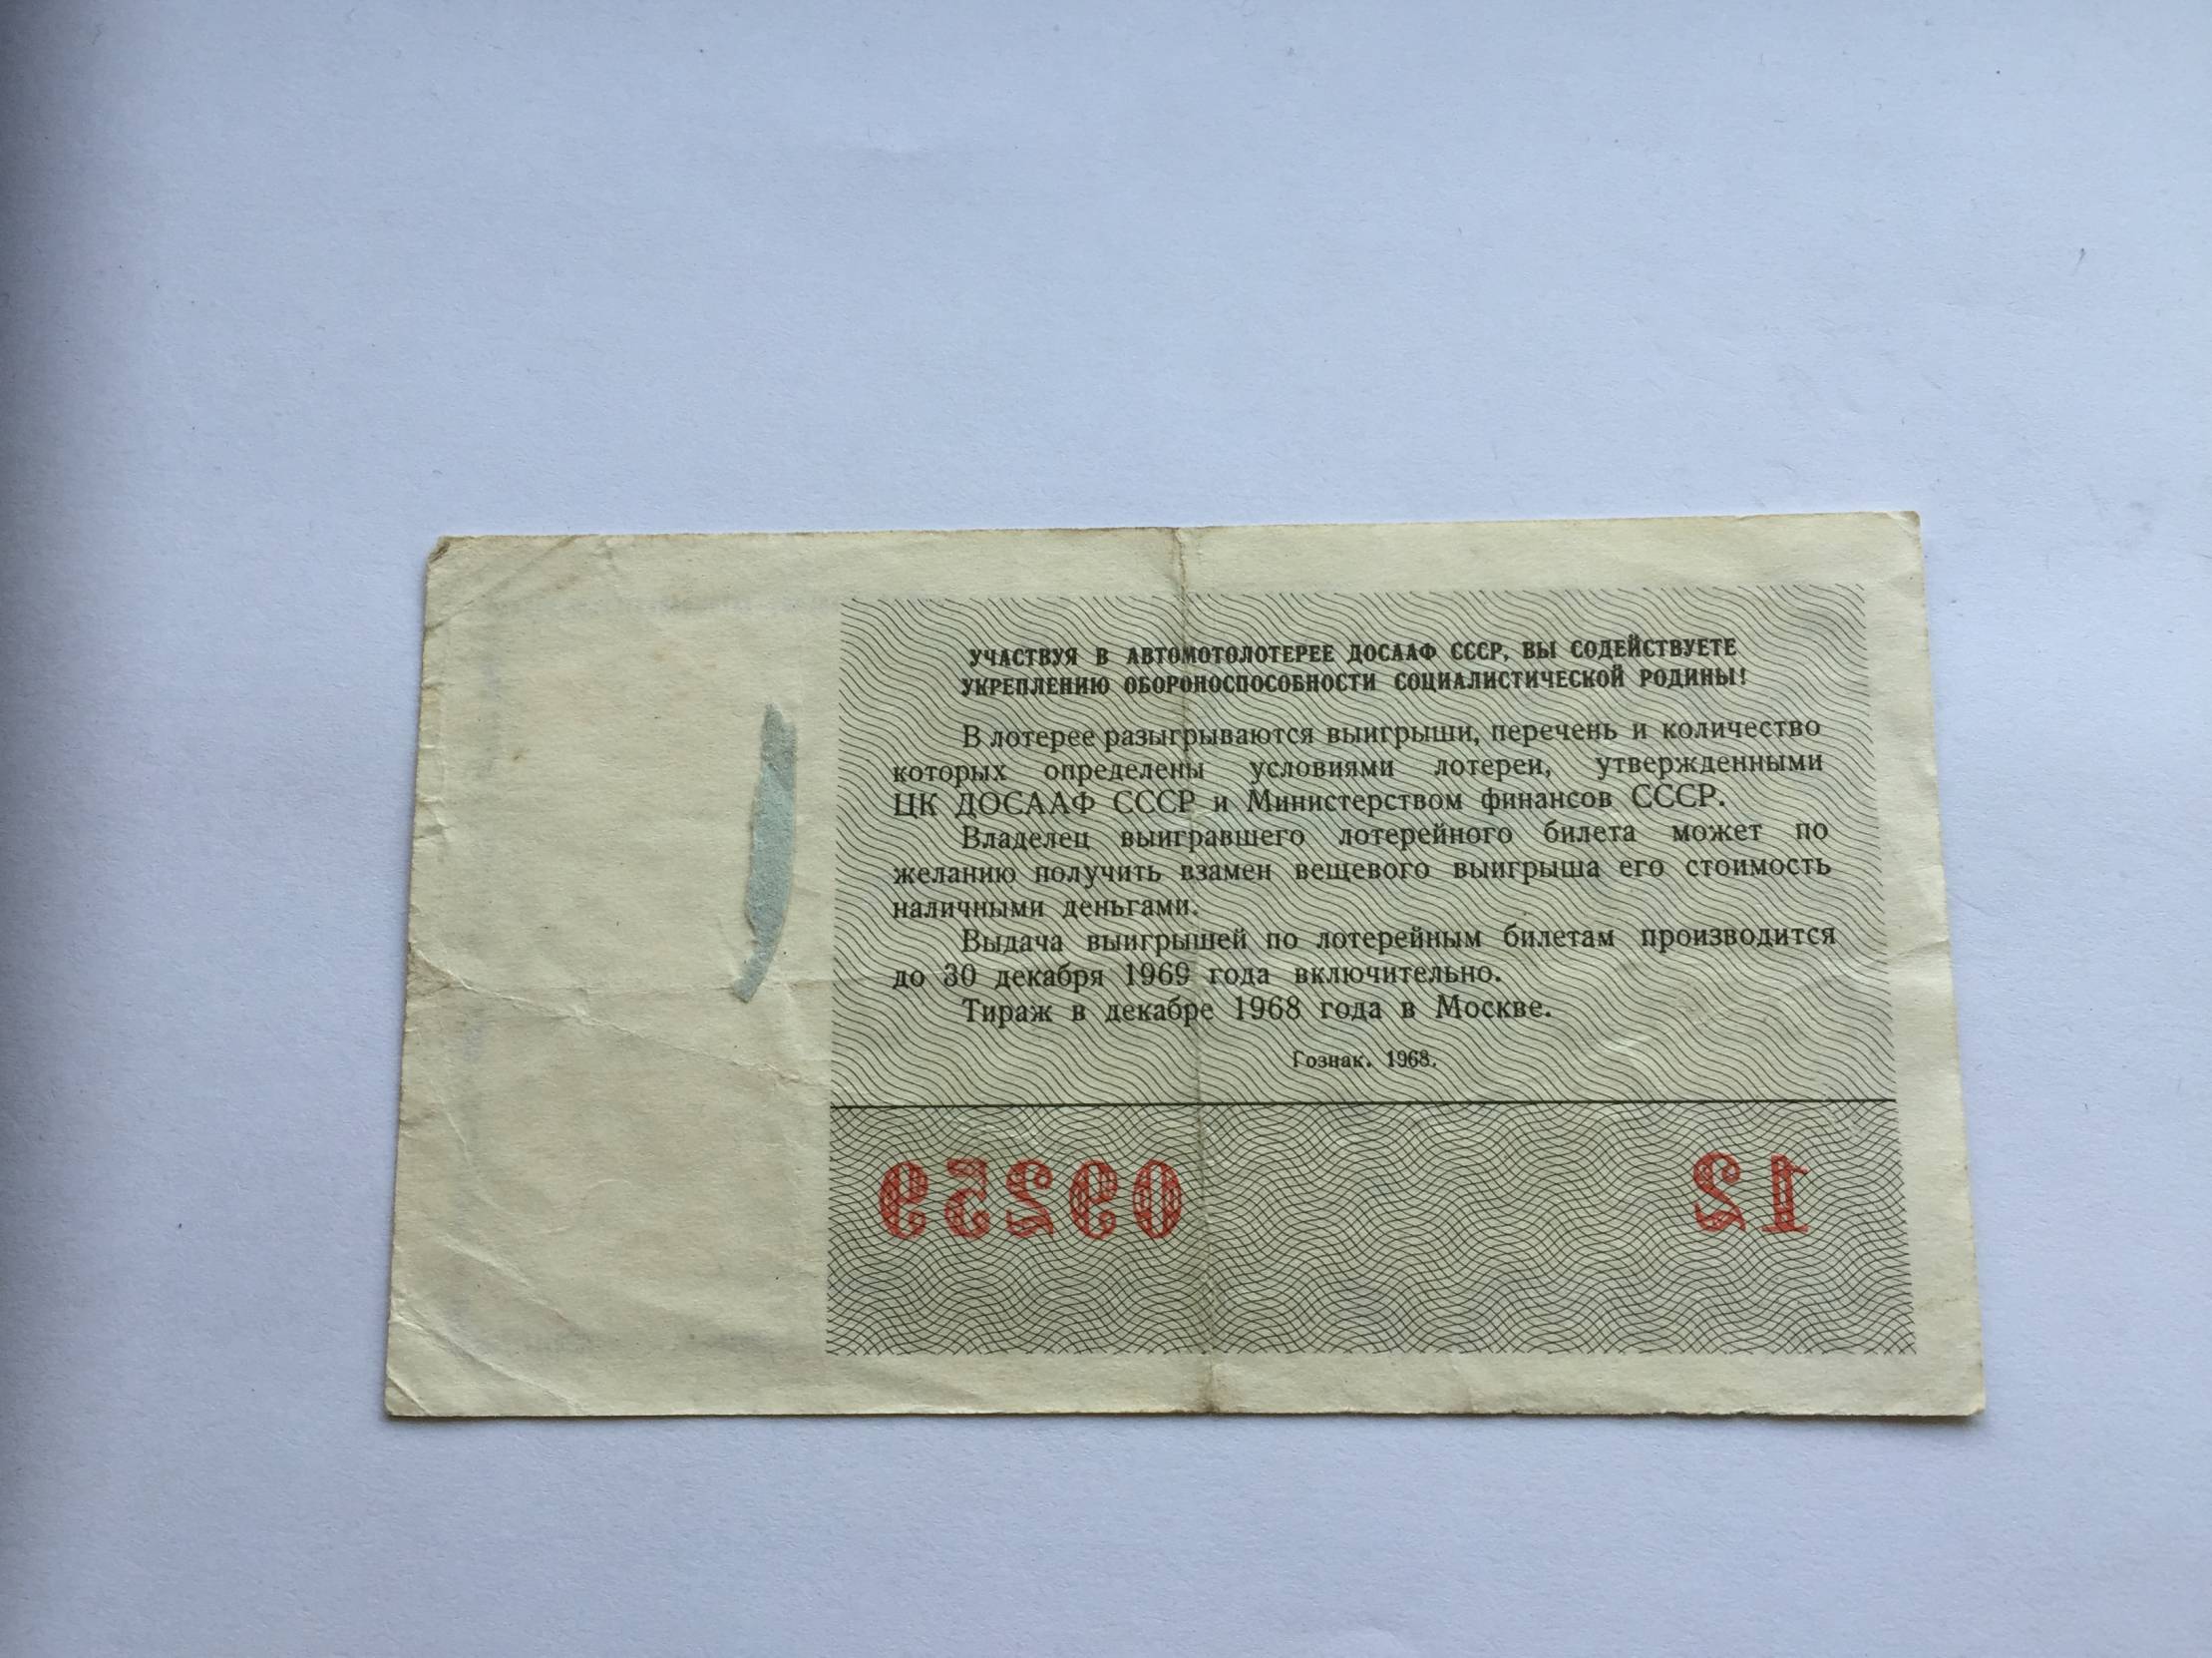 УЧАСТВУЯ В АВТОМОТОЛОТЕРЕЕ ДОСААФ СССР, ВЫ СОДЕЙСТВУЕТЕ
УКРЕПЛЕНИЮ ОБОРОНОСПОСОБНОСТИ СОЦИАЛИСТИЧЕСКОЙ РОДИНЫ!
В лотерее разыгрываются выигрыши, перечень и количество
которых определены условиями лотереи, утвержденными
ЦК ДОСААФ СССР и Министерством финансов СССР.
Владелец выигравшего лотерейного билета может по
желанию получить взамен вещевого выигрыша его стоимость
наличными деньгами.
Выдача выигрышей по лотерейным билетам производится
до 30 декабря 1969 года включительно.
Тираж в декабре 1968 года в Москве.
Гознак. 1968.
09259 12